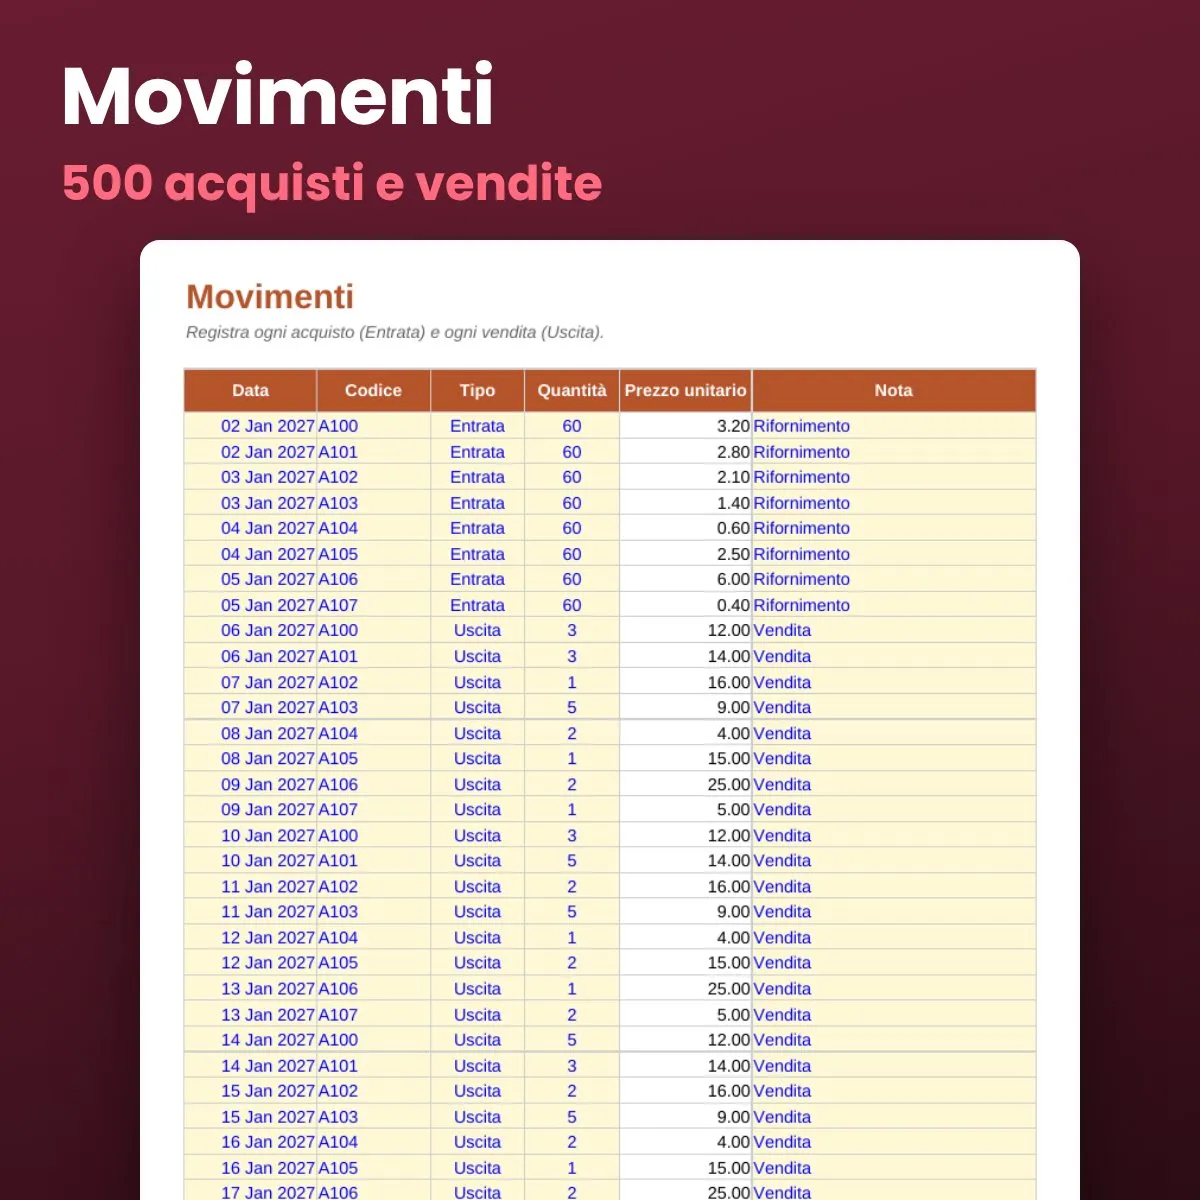 Movimenti
500 acquisti e vendite
Movimenti
Registra ogni acquisto (Entrata) e ogni vendita (Uscita).
Data Codice Tipo Quantità Prezzo unitario Nota
02 Jan 2027 A100 Entrata 60 3.20 Rifornimento
02 Jan 2027 A101 Entrata 60 2.80 Rifornimento
03 Jan 2027 A102 Entrata 60 2.10 Rifornimento
03 Jan 2027 A103 Entrata 60 1.40 Rifornimento
04 Jan 2027 A104 Entrata 60 0.60 Rifornimento
04 Jan 2027 A105 Entrata 60 2.50 Rifornimento
05 Jan 2027 A106 Entrata 60 6.00 Rifornimento
05 Jan 2027 A107 Entrata 60 0.40 Rifornimento
06 Jan 2027 A100 Uscita 3 12.00 Vendita
06 Jan 2027 A101 Uscita 3 14.00 Vendita
07 Jan 2027 A102 Uscita 1 16.00 Vendita
07 Jan 2027 A103 Uscita 5 9.00 Vendita
08 Jan 2027 A104 Uscita 2 4.00 Vendita
08 Jan 2027 A105 Uscita 1 15.00 Vendita
09 Jan 2027 A106 Uscita 2 25.00 Vendita
09 Jan 2027 A107 Uscita 1 5.00 Vendita
10 Jan 2027 A100 Uscita 3 12.00 Vendita
10 Jan 2027 A101 Uscita 5 14.00 Vendita
11 Jan 2027 A102 Uscita 2 16.00 Vendita
11 Jan 2027 A103 Uscita 5 9.00 Vendita
12 Jan 2027 A104 Uscita 1 4.00 Vendita
12 Jan 2027 A105 Uscita 2 15.00 Vendita
13 Jan 2027 A106 Uscita 1 25.00 Vendita
13 Jan 2027 A107 Uscita 2 5.00 Vendita
14 Jan 2027 A100 Uscita 5 12.00 Vendita
14 Jan 2027 A101 Uscita 3 14.00 Vendita
15 Jan 2027 A102 Uscita 2 16.00 Vendita
15 Jan 2027 A103 Uscita 5 9.00 Vendita
16 Jan 2027 A104 Uscita 2 4.00 Vendita
16 Jan 2027 A105 Uscita 1 15.00 Vendita
17 Jan 2027 A106 Uscita 2 25.00 Vendita